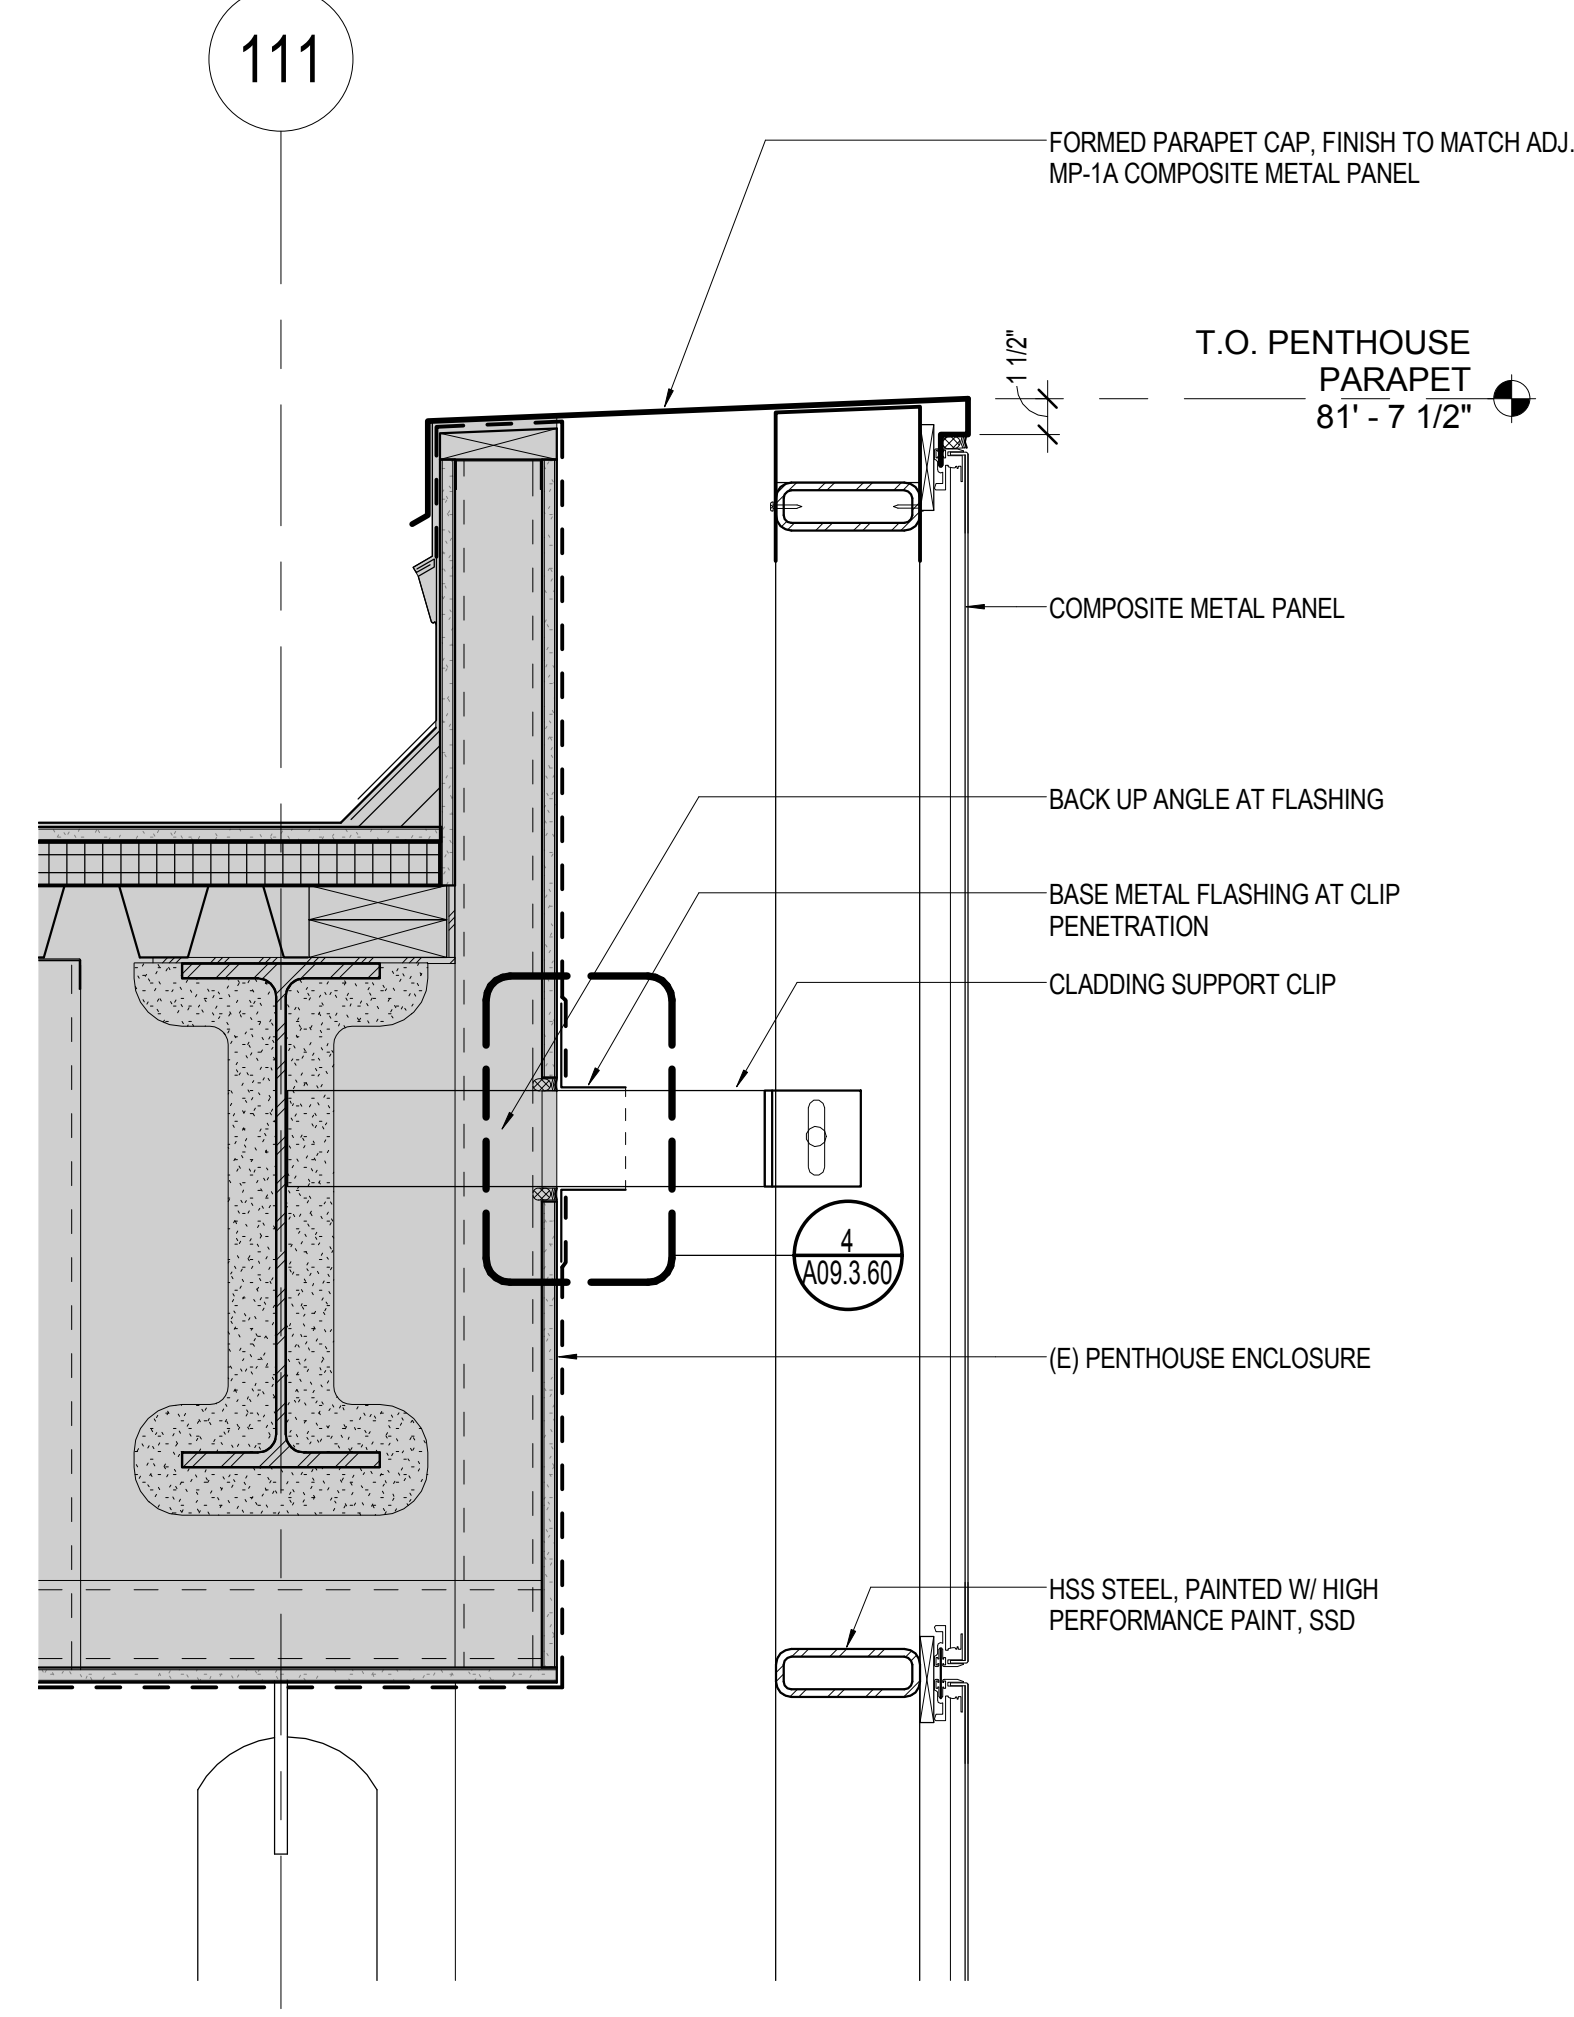 111
FORMED PARAPET CAP, FINISH TO MATCH ADJ.
MP-1A COMPOSITE METAL PANEL
1 1/2"
T.O. PENTHOUSE
PARAPET
81' - 7 1/2"
COMPOSITE METAL PANEL
BACK UP ANGLE AT FLASHING
BASE METAL FLASHING AT CLIP
PENETRATION
CLADDING SUPPORT CLIP
4
A09.3.60
(E) PENTHOUSE ENCLOSURE
HSS STEEL, PAINTED W/ HIGH
PERFORMANCE PAINT, SSD